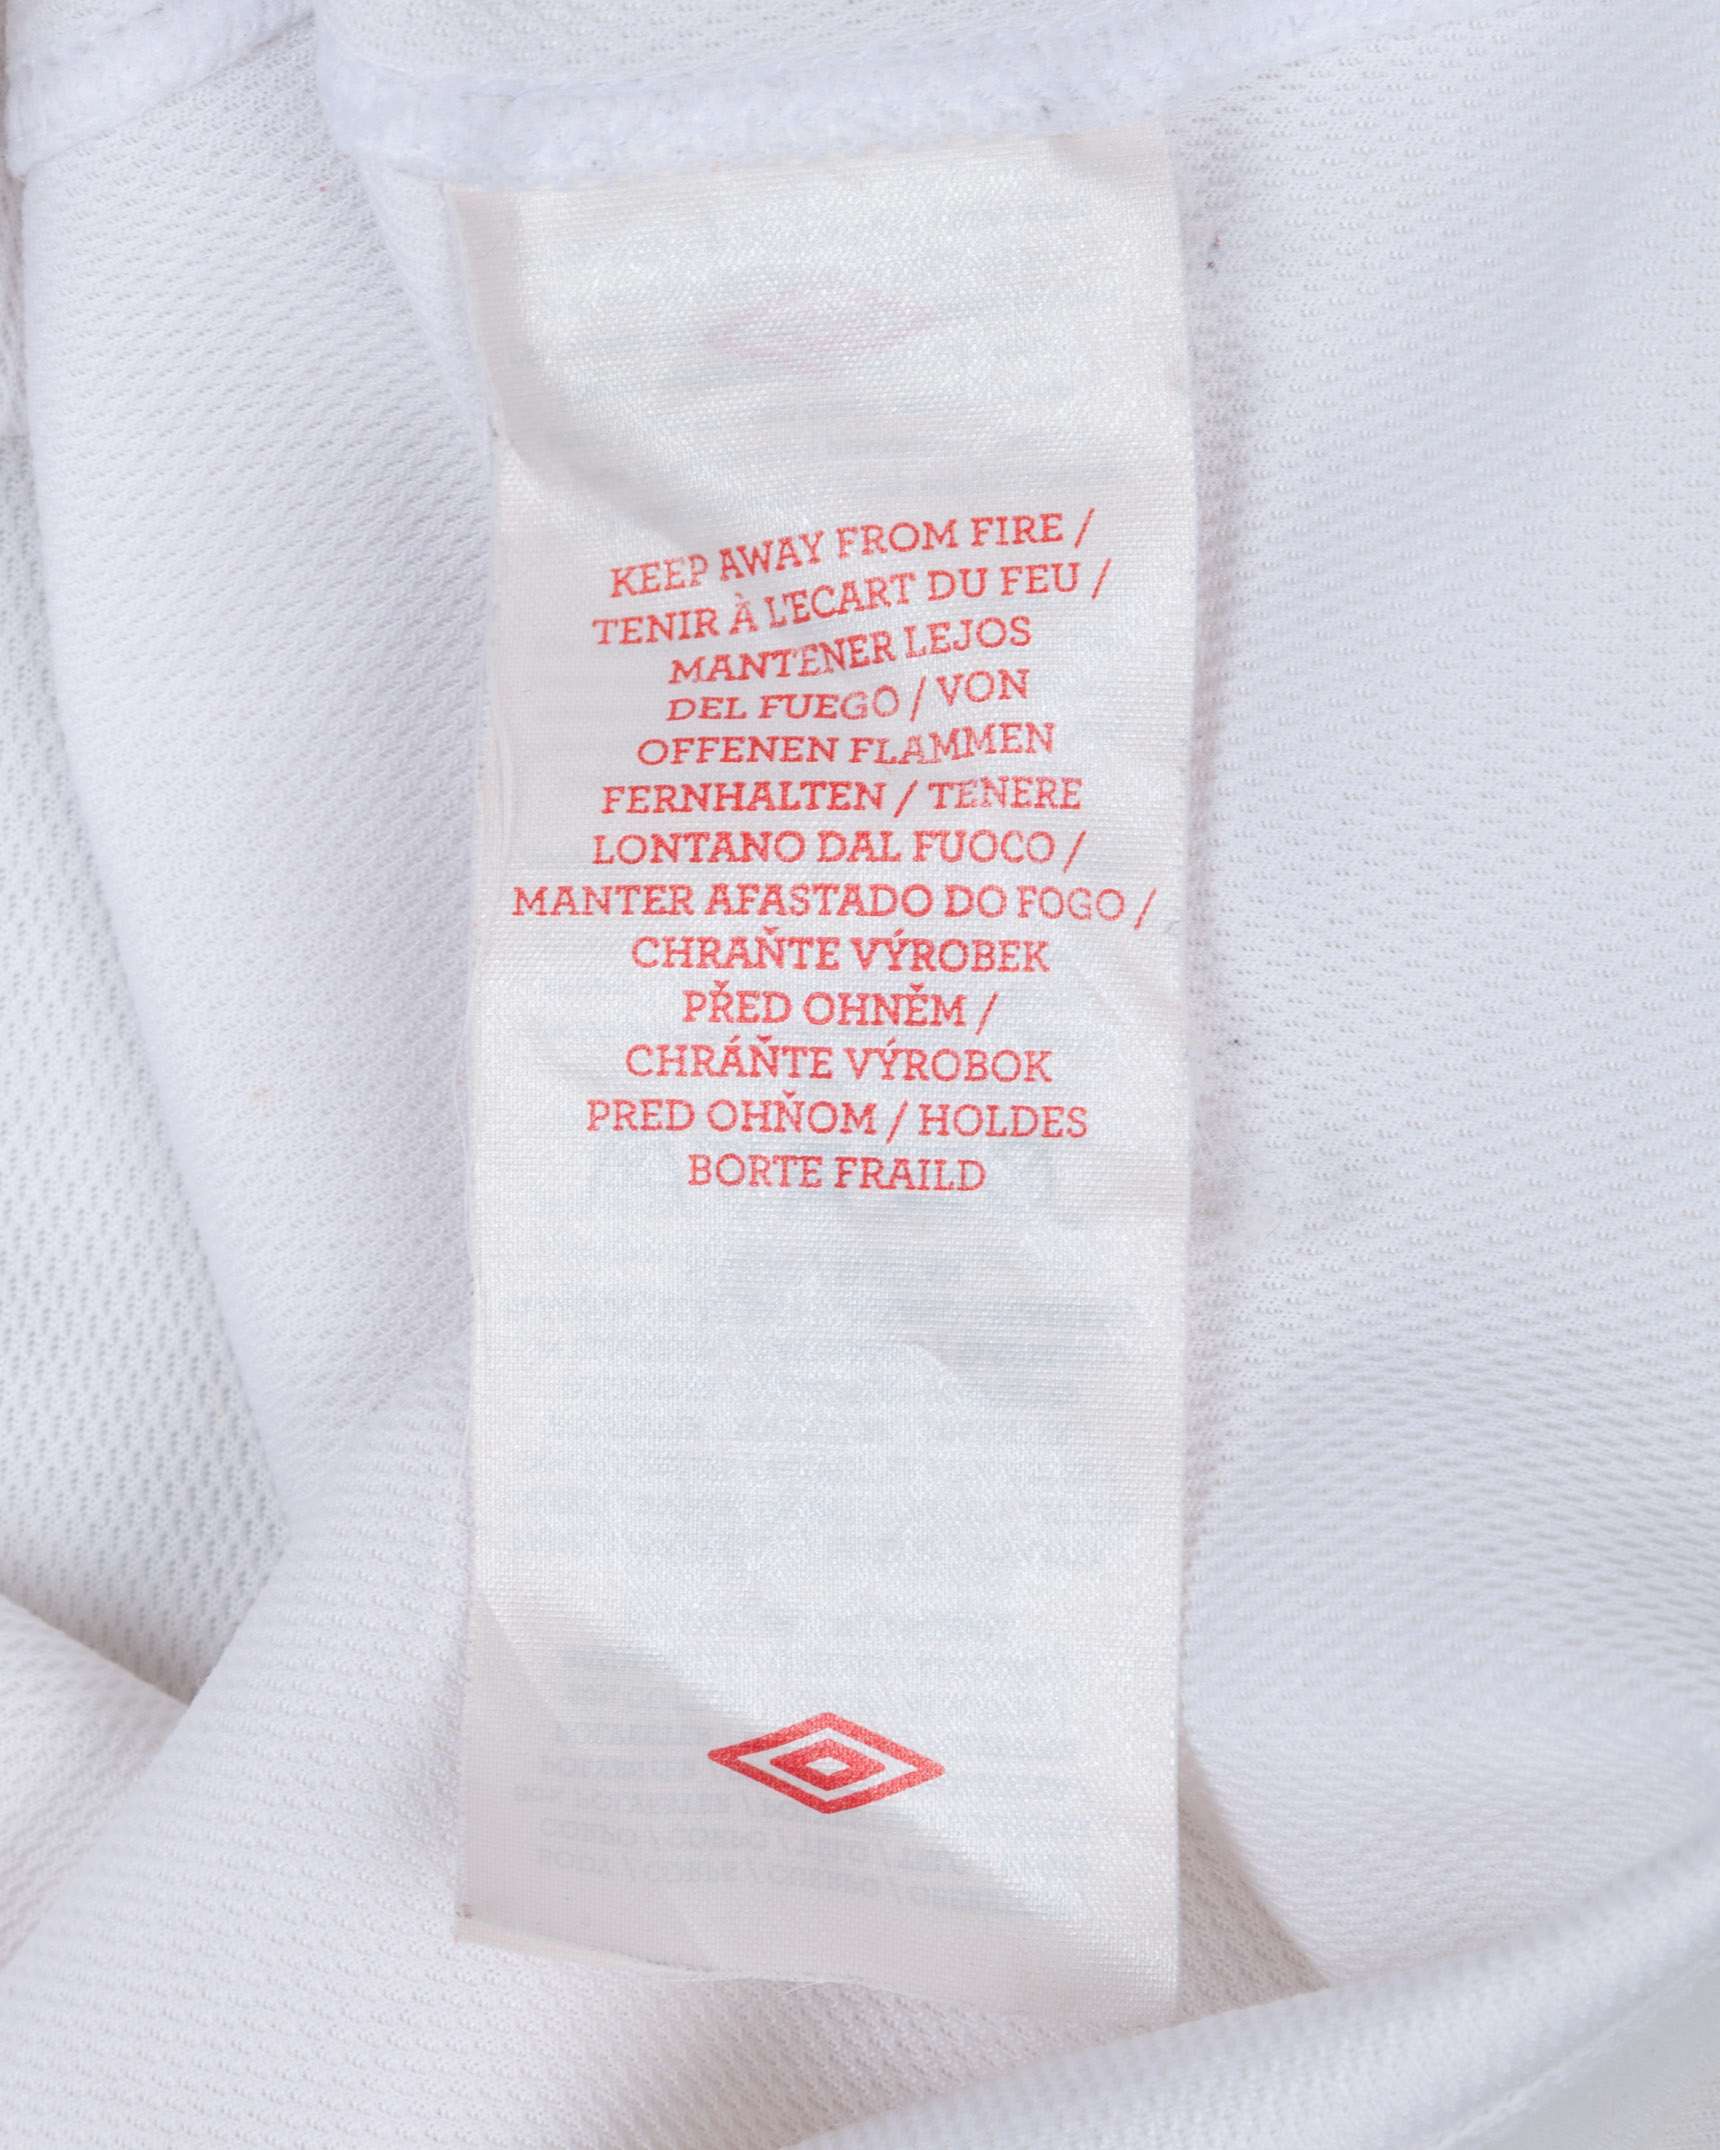 KEEP AWAY FROM FIRE /
TENIR À L'ECART DU FEU /
MANTENER LEJOS
DEL FUEGO / VON
OFFENEN FLAMMEN
FERNHALTEN / TENERE
LONTANO DAL FUOCO /
MANTER AFASTADO DO FOGO /
CHRAŇTE VÝROBEK
PŘED OHNĚM /
CHRÁŇTE VÝROBOK
PRED OHŇOM / HOLDES
BORTE FRAILD